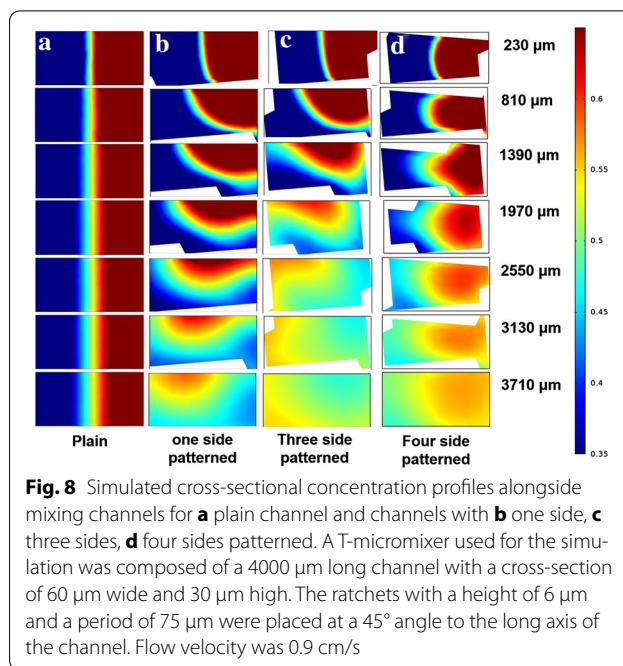 a b c d
230 µm
810 µm
1390 µm
1970 µm
2550 µm
3130 µm
3710 µm
0.6
0.55
0.5
0.45
0.4
0.35
Plain
one side
patterned
Three side
patterned
Four side
patterned
Fig. 8 Simulated cross-sectional concentration profiles alongside
mixing channels for a plain channel and channels with b one side, c
three sides, d four sides patterned. A T-micromixer used for the simu-
lation was composed of a 4000 µm long channel with a cross-section
of 60 µm wide and 30 µm high. The ratchets with a height of 6 µm
and a period of 75 µm were placed at a 45° angle to the long axis of
the channel. Flow velocity was 0.9 cm/s